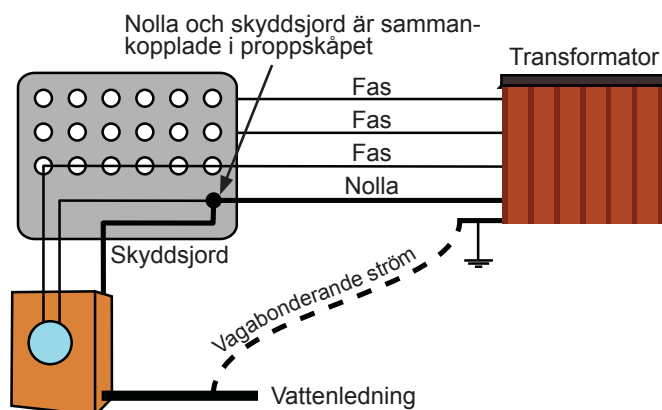 Nolla och skyddsjord är samman-
kopplade i proppskåpet
Transformator
Fas
Fas
Fas
Nolla
Skyddsjord
Vagabonderande ström
Vattenledning